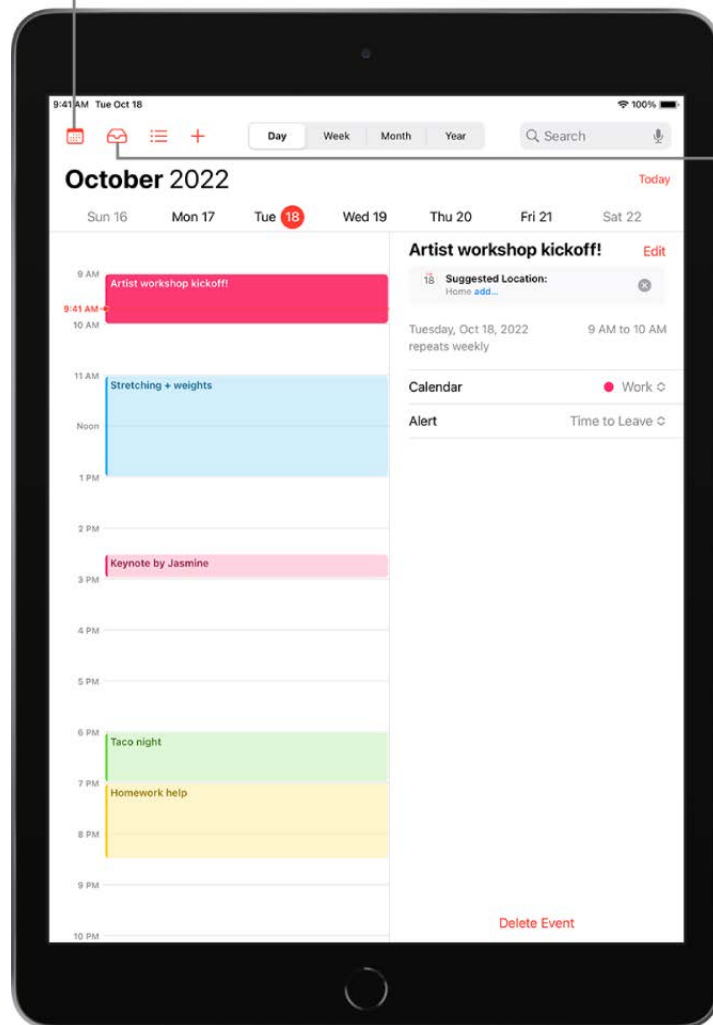 9:41 AM Tue Oct 18 100%
Day Week Month Year Search
October 2022 Today
Sun 16 Mon 17 Tue 18 Wed 19 Thu 20 Fri 21 Sat 22
9 AM
Artist workshop kickoff!
9:41 AM
10 AM
11 AM
Stretching + weights
Noon
1 PM
2 PM
Keynote by Jasmine
3 PM
4 PM
5 PM
6 PM
Taco night
7 PM
Homework help
8 PM
9 PM
10 PM
Artist workshop kickoff! Edit
18 Suggested Location:
Home add...
Tuesday, Oct 18, 2022 9 AM to 10 AM
repeats weekly
Calendar Work
Alert Time to Leave
Delete Event